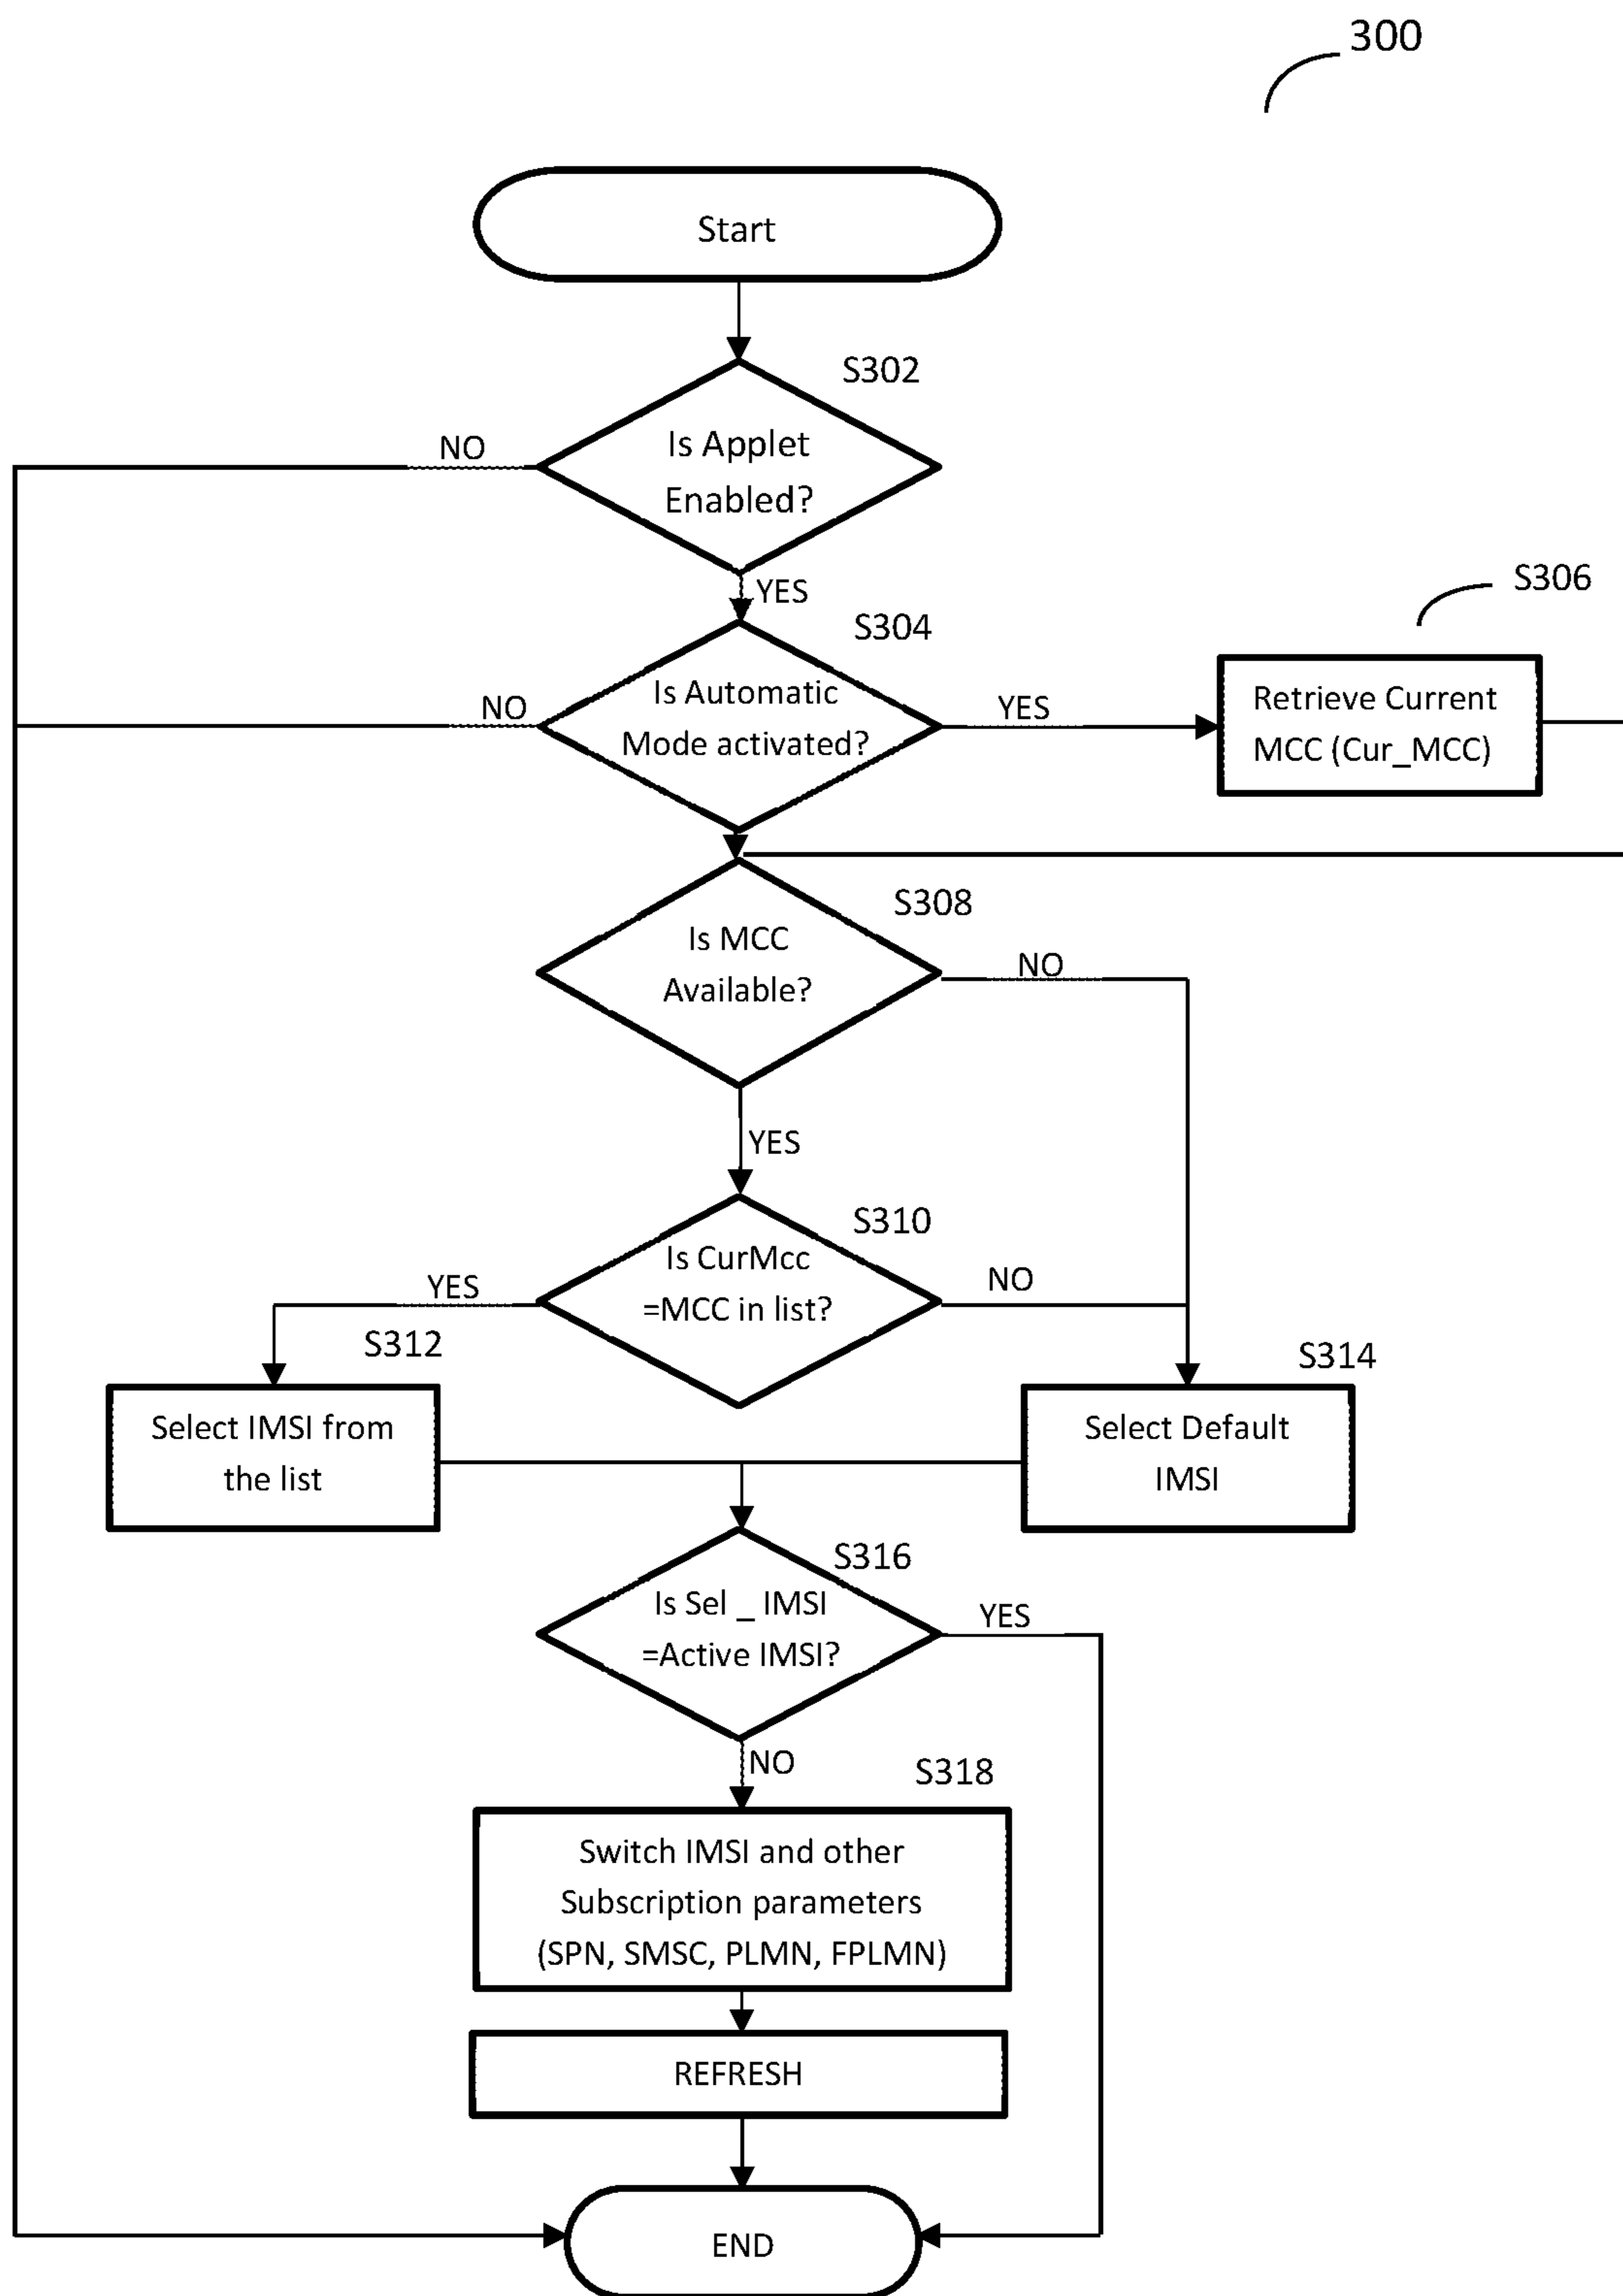 300
Start
S302
Is Applet
Enabled?
NO
YES
S304
Is Automatic
Mode activated?
NO
YES
S306
Retrieve Current
MCC (Cur_MCC)
S308
Is MCC
Available?
NO
YES
S310
Is CurMcc
=MCC in list?
YES
NO
S312
Select IMSI from
the list
S314
Select Default
IMSI
S316
Is Sel _ IMSI
=Active IMSI?
YES
NO
S318
Switch IMSI and other
Subscription parameters
(SPN, SMSC, PLMN, FPLMN)
REFRESH
END